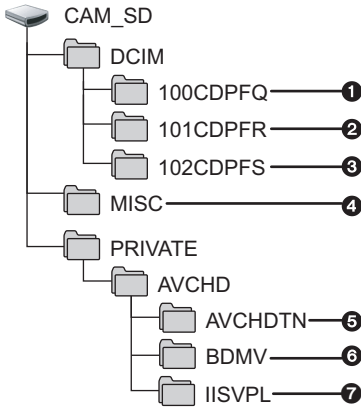 CAM_SD
DCIM
100CDPFQ 1
101CDPFR 2
102CDPFS 3
MISC 4
PRIVATE
AVCHD
AVCHDTN 5
BDMV 6
IISVPL 7